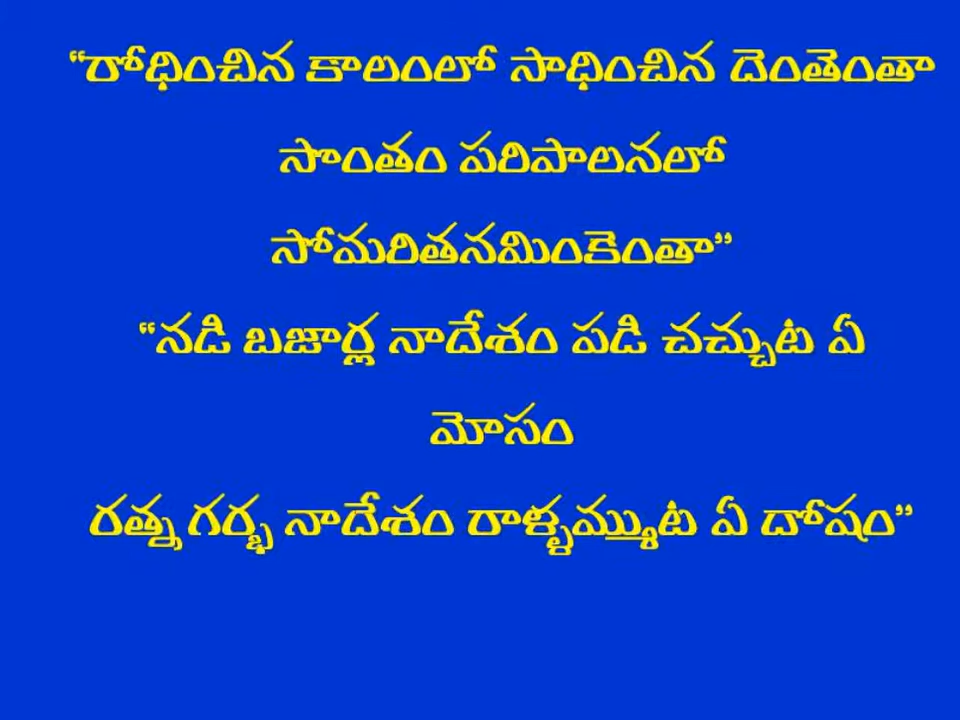 “రోధించిన కాలంలో సాధించిన దెంతెంతా
సొంతం పరిపాలనలో
సోమరితనమింకెంతా”
“నడి బజార్ల నాదేశం పడి చచ్చుట ఏ
మోసం
రత్న గర్భ నాదేశం రాళ్ళమ్ముట ఏ దోషం”